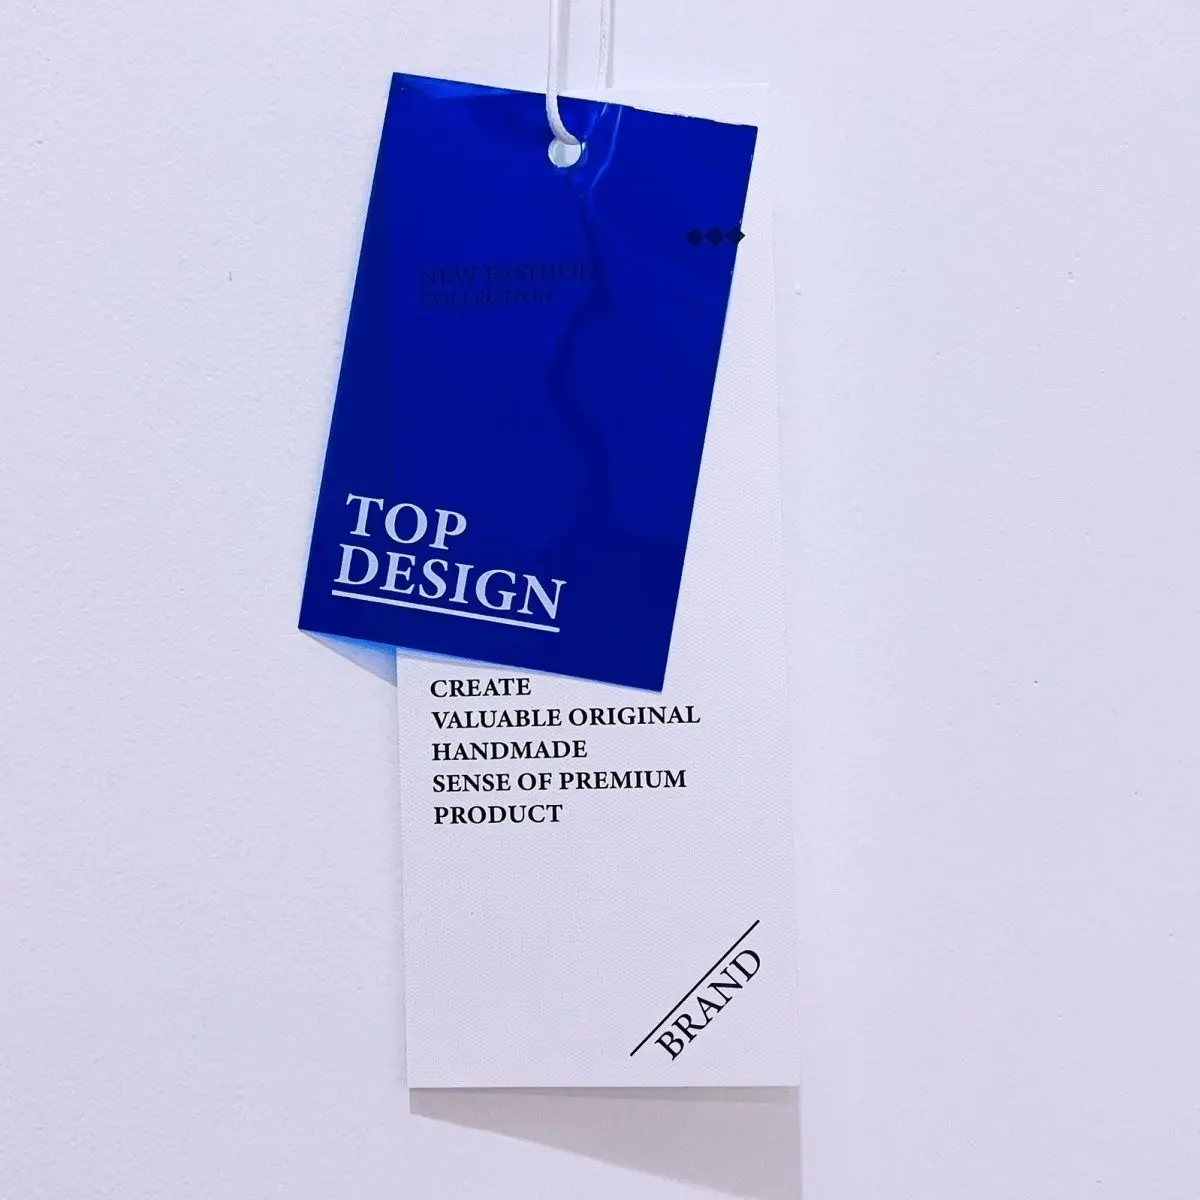 NEW FASHION
COLLECTION
TOP
DESIGN
CREATE
VALUABLE ORIGINAL
HANDMADE
SENSE OF PREMIUM
PRODUCT
BRAND